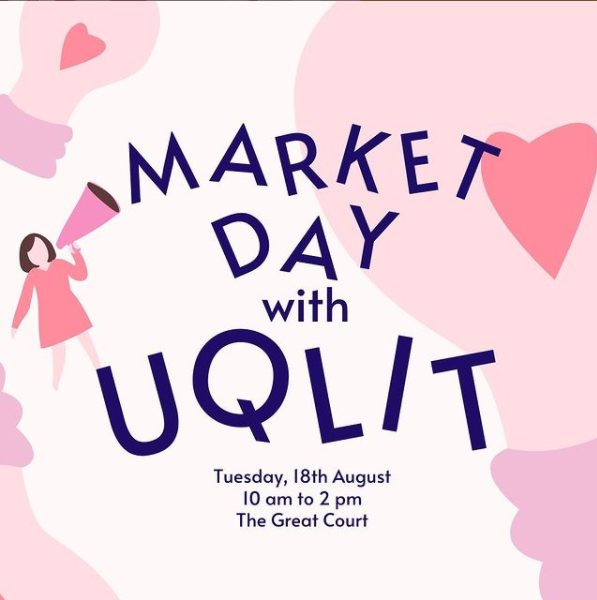 MARKET
DAY
with
UQLIT
Tuesday, 18th August
10 am to 2 pm
The Great Court